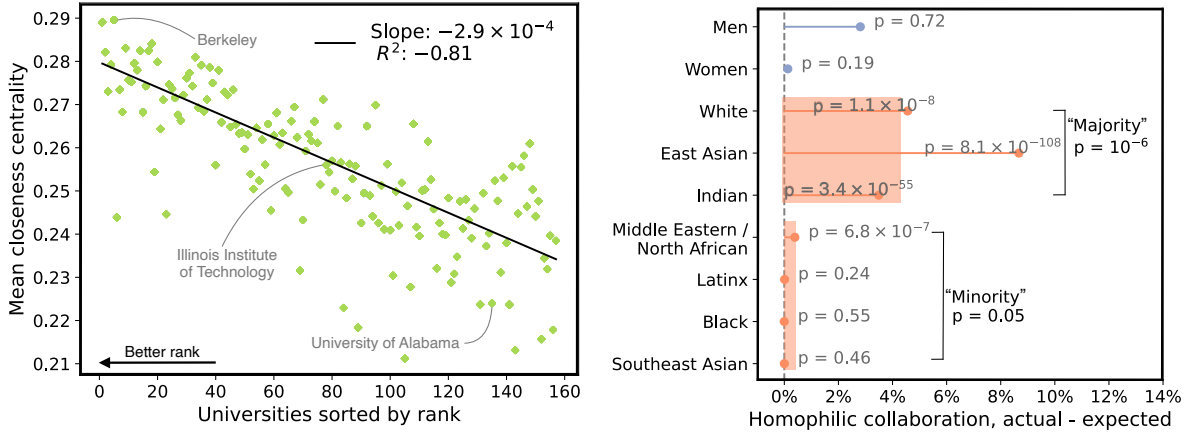 0.29
0.28
0.27
0.26
0.25
0.24
0.23
0.22
0.21
Mean closeness centrality
Berkeley
Slope: −2.9 × 10−4
R2: −0.81
Illinois Institute
of Technology
University of Alabama
Better rank
0 20 40 60 80 100 120 140 160
Universities sorted by rank
Men
p = 0.72
Women
p = 0.19
White
p = 1.1 × 10−8
East Asian
p = 8.1 × 10−108
Indian
p = 3.4 × 10−55
"Majority"
p = 10−6
Middle Eastern /
North African
p = 6.8 × 10−7
Latinx
p = 0.24
Black
p = 0.55
Southeast Asian
p = 0.46
"Minority"
p = 0.05
0% 2% 4% 6% 8% 10% 12% 14%
Homophilic collaboration, actual - expected